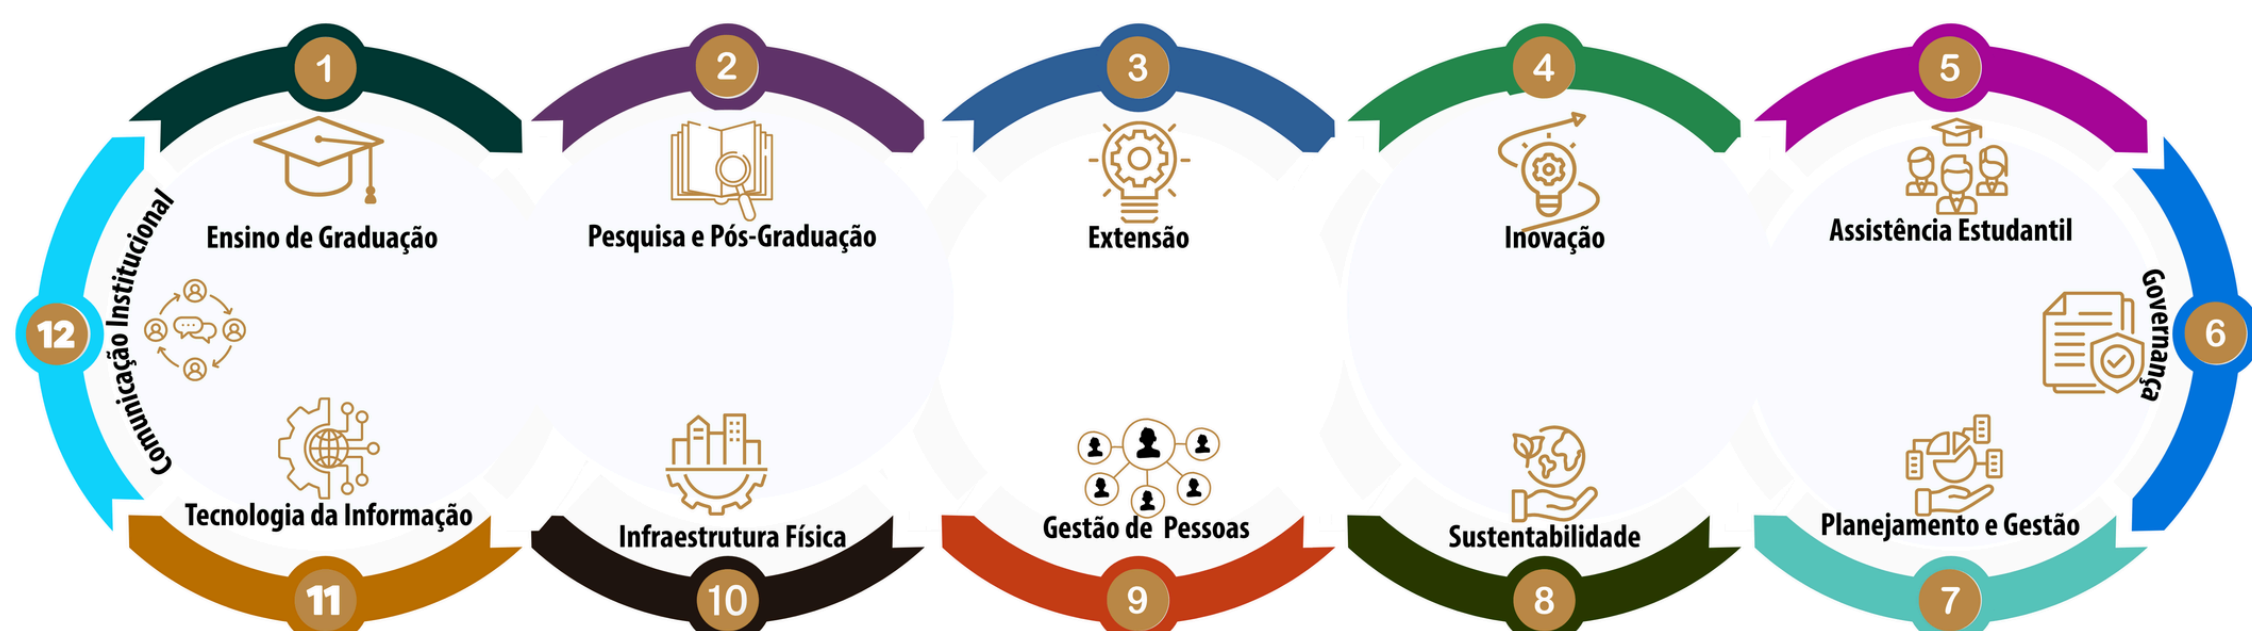 1
Ensino de Graduação
2
Pesquisa e Pós-Graduação
3
Extensão
4
Inovação
5
Assistência Estudantil
6
Governança
7
Planejamento e Gestão
8
Sustentabilidade
9
Gestão de Pessoas
10
Infraestrutura Física
11
Tecnologia da Informação
12
Comunicação Institucional